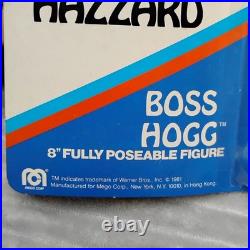 HAZZARD
BOSS
HOGG™
8" FULLY POSEABLE FIGURE
TM indicates trademark of Warner Bros. Inc. © 1981
Manufactured for Mego Corp., New York, N.Y. 10010, in Hong Kong.
MEGO CORP